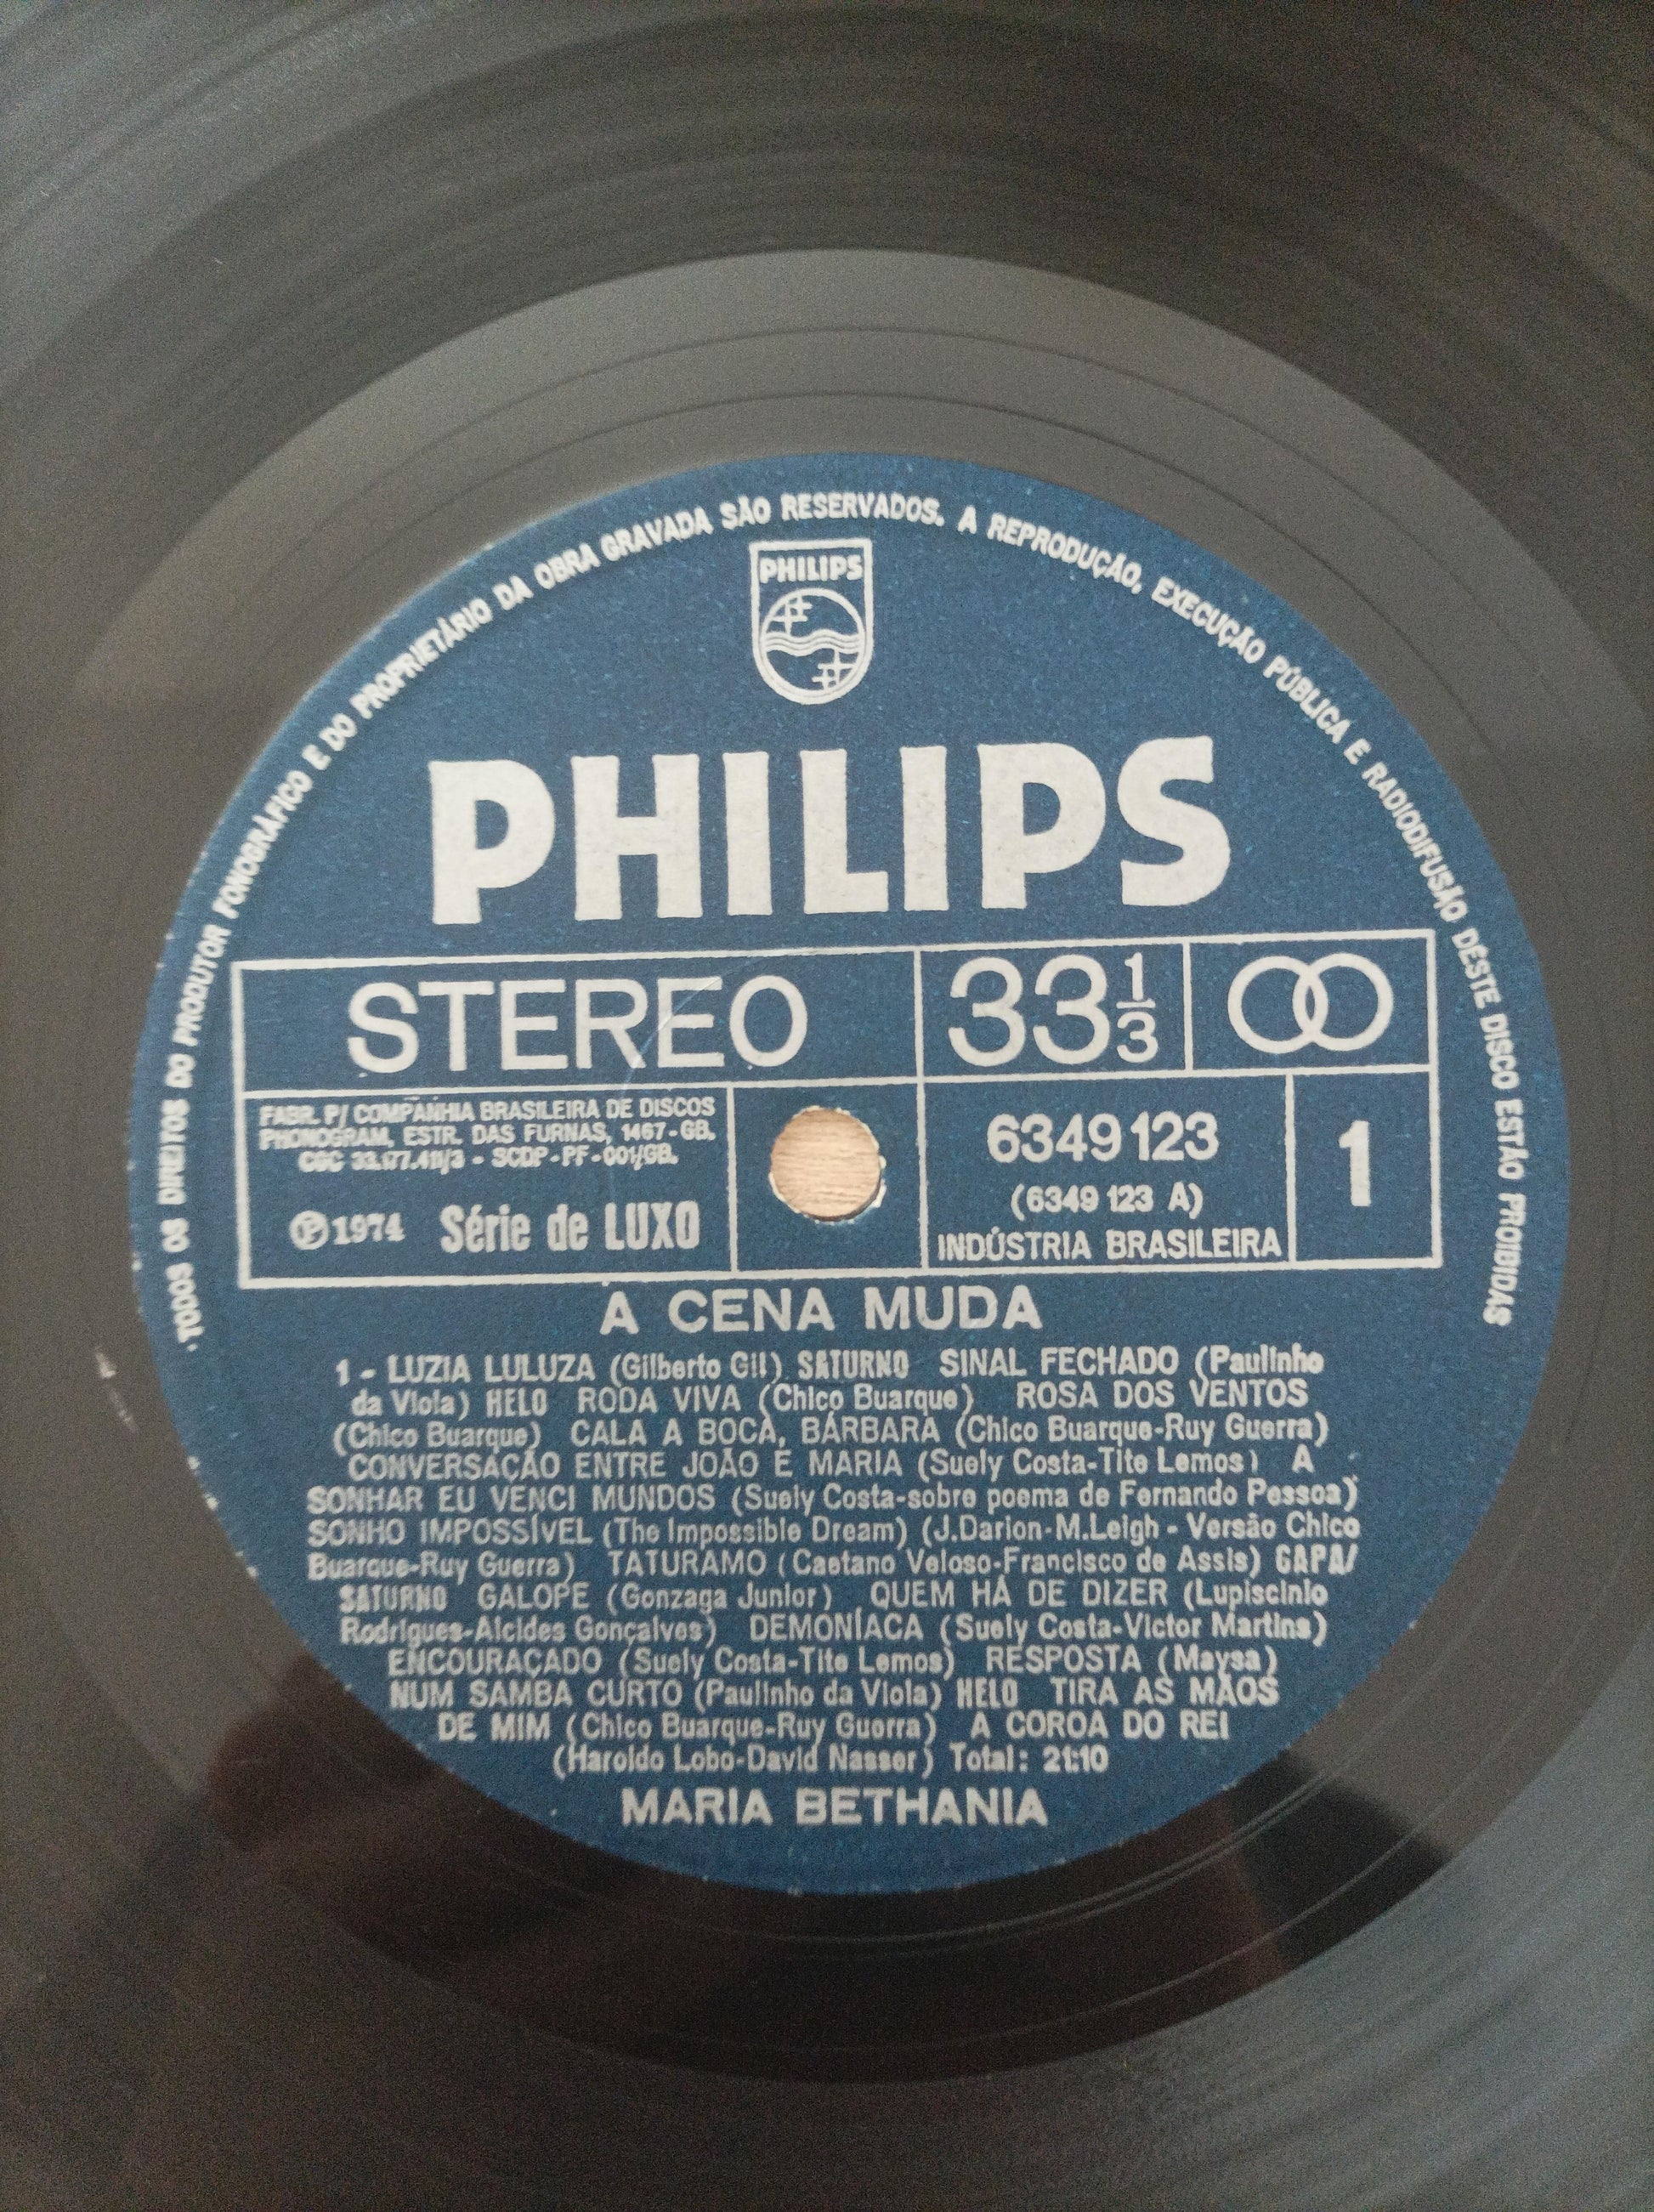 TODOS OS DIREITOS DO PRODUTOR FONOGRÁFICO E DO PROPRIETÁRIO DA OBRA GRAVADA SÃO RESERVADOS. A REPRODUÇÃO, EXECUÇÃO PÚBLICA E RADIODIFUSÃO DESTE DISCO ESTÃO PROIBIDAS
PHILIPS
PHILIPS
STEREO
33 1/3
FABR. P/ COMPANHIA BRASILEIRA DE DISCOS
PHONOGRAM, ESTR. DAS FURNAS, 1467-GB.
CGC 33.177.411/3 - SCDP-PF-001/GB.
Ⓟ 1974 Série de LUXO
6349 123
(6349 123 A)
INDÚSTRIA BRASILEIRA
1
A CENA MUDA
1 - LUZIA LULUZA (Gilberto Gil) SATURNO SINAL FECHADO (Paulinho
da Viola) HELO RODA VIVA (Chico Buarque) ROSA DOS VENTOS
(Chico Buarque) CALA A BOCA, BÁRBARA (Chico Buarque-Ruy Guerra)
CONVERSAÇÃO ENTRE JOÃO E MARIA (Suely Costa-Tite Lemos) A
SONHAR EU VENCI MUNDOS (Suely Costa-sobre poema de Fernando Pessoa)
SONHO IMPOSSÍVEL (The Impossible Dream) (J.Darion-M.Leigh - Versão Chico
Buarque-Ruy Guerra) TATURAMO (Caetano Veloso-Francisco de Assis) GAPA/
SATURNO GALOPE (Gonzaga Junior) QUEM HÁ DE DIZER (Lupiscinio
Rodrigues-Alcides Gonçalves) DEMONÍACA (Suely Costa-Victor Martins)
ENCOURAÇADO (Suely Costa-Tite Lemos) RESPOSTA (Maysa)
NUM SAMBA CURTO (Paulinho da Viola) HELO TIRA AS MÃOS
DE MIM (Chico Buarque-Ruy Guerra) A COROA DO REI
(Haroldo Lobo-David Nasser) Total: 21:10
MARIA BETHANIA